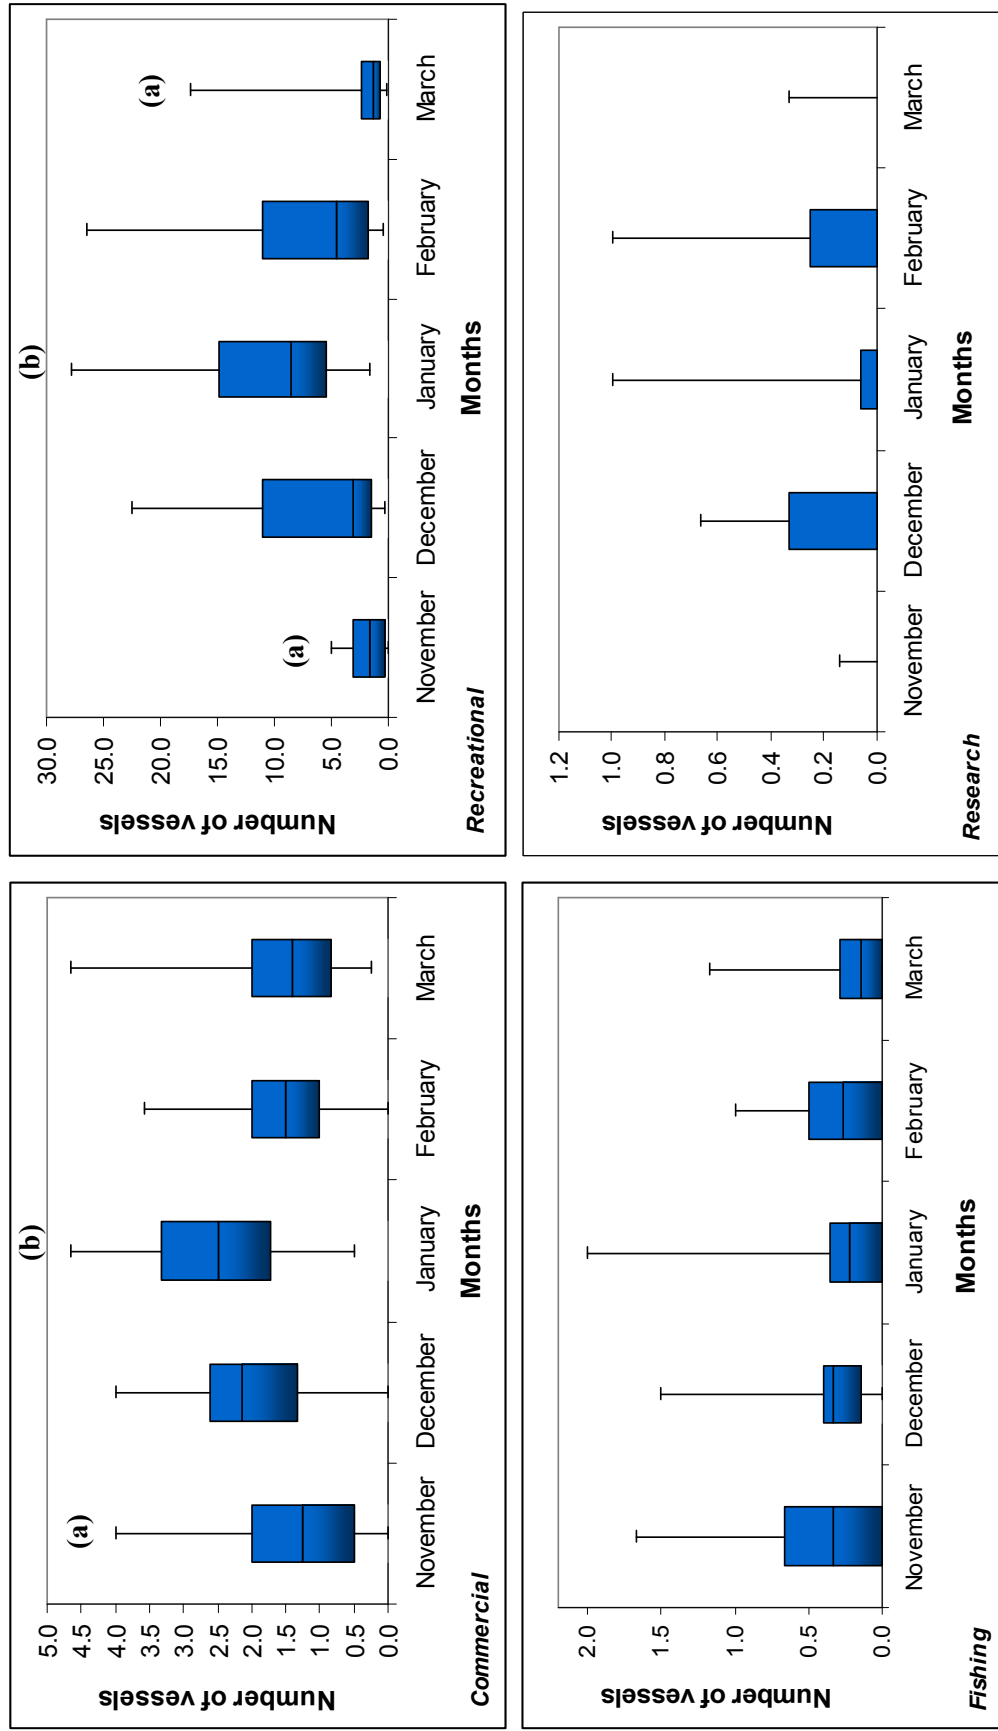 (a)
(b)
5.0
4.5
4.0
3.5
3.0
2.5
2.0
1.5
1.0
0.5
0.0
Number of vessels
November December January February March
Months
Commercial
(a)
(b)
(a)
30.0
25.0
20.0
15.0
10.0
5.0
0.0
Number of vessels
November December January February March
Months
Recreational
2.0
1.5
1.0
0.5
0.0
Number of vessels
November December January February March
Months
Fishing
1.2
1.0
0.8
0.6
0.4
0.2
0.0
Number of vessels
November December January February March
Months
Research